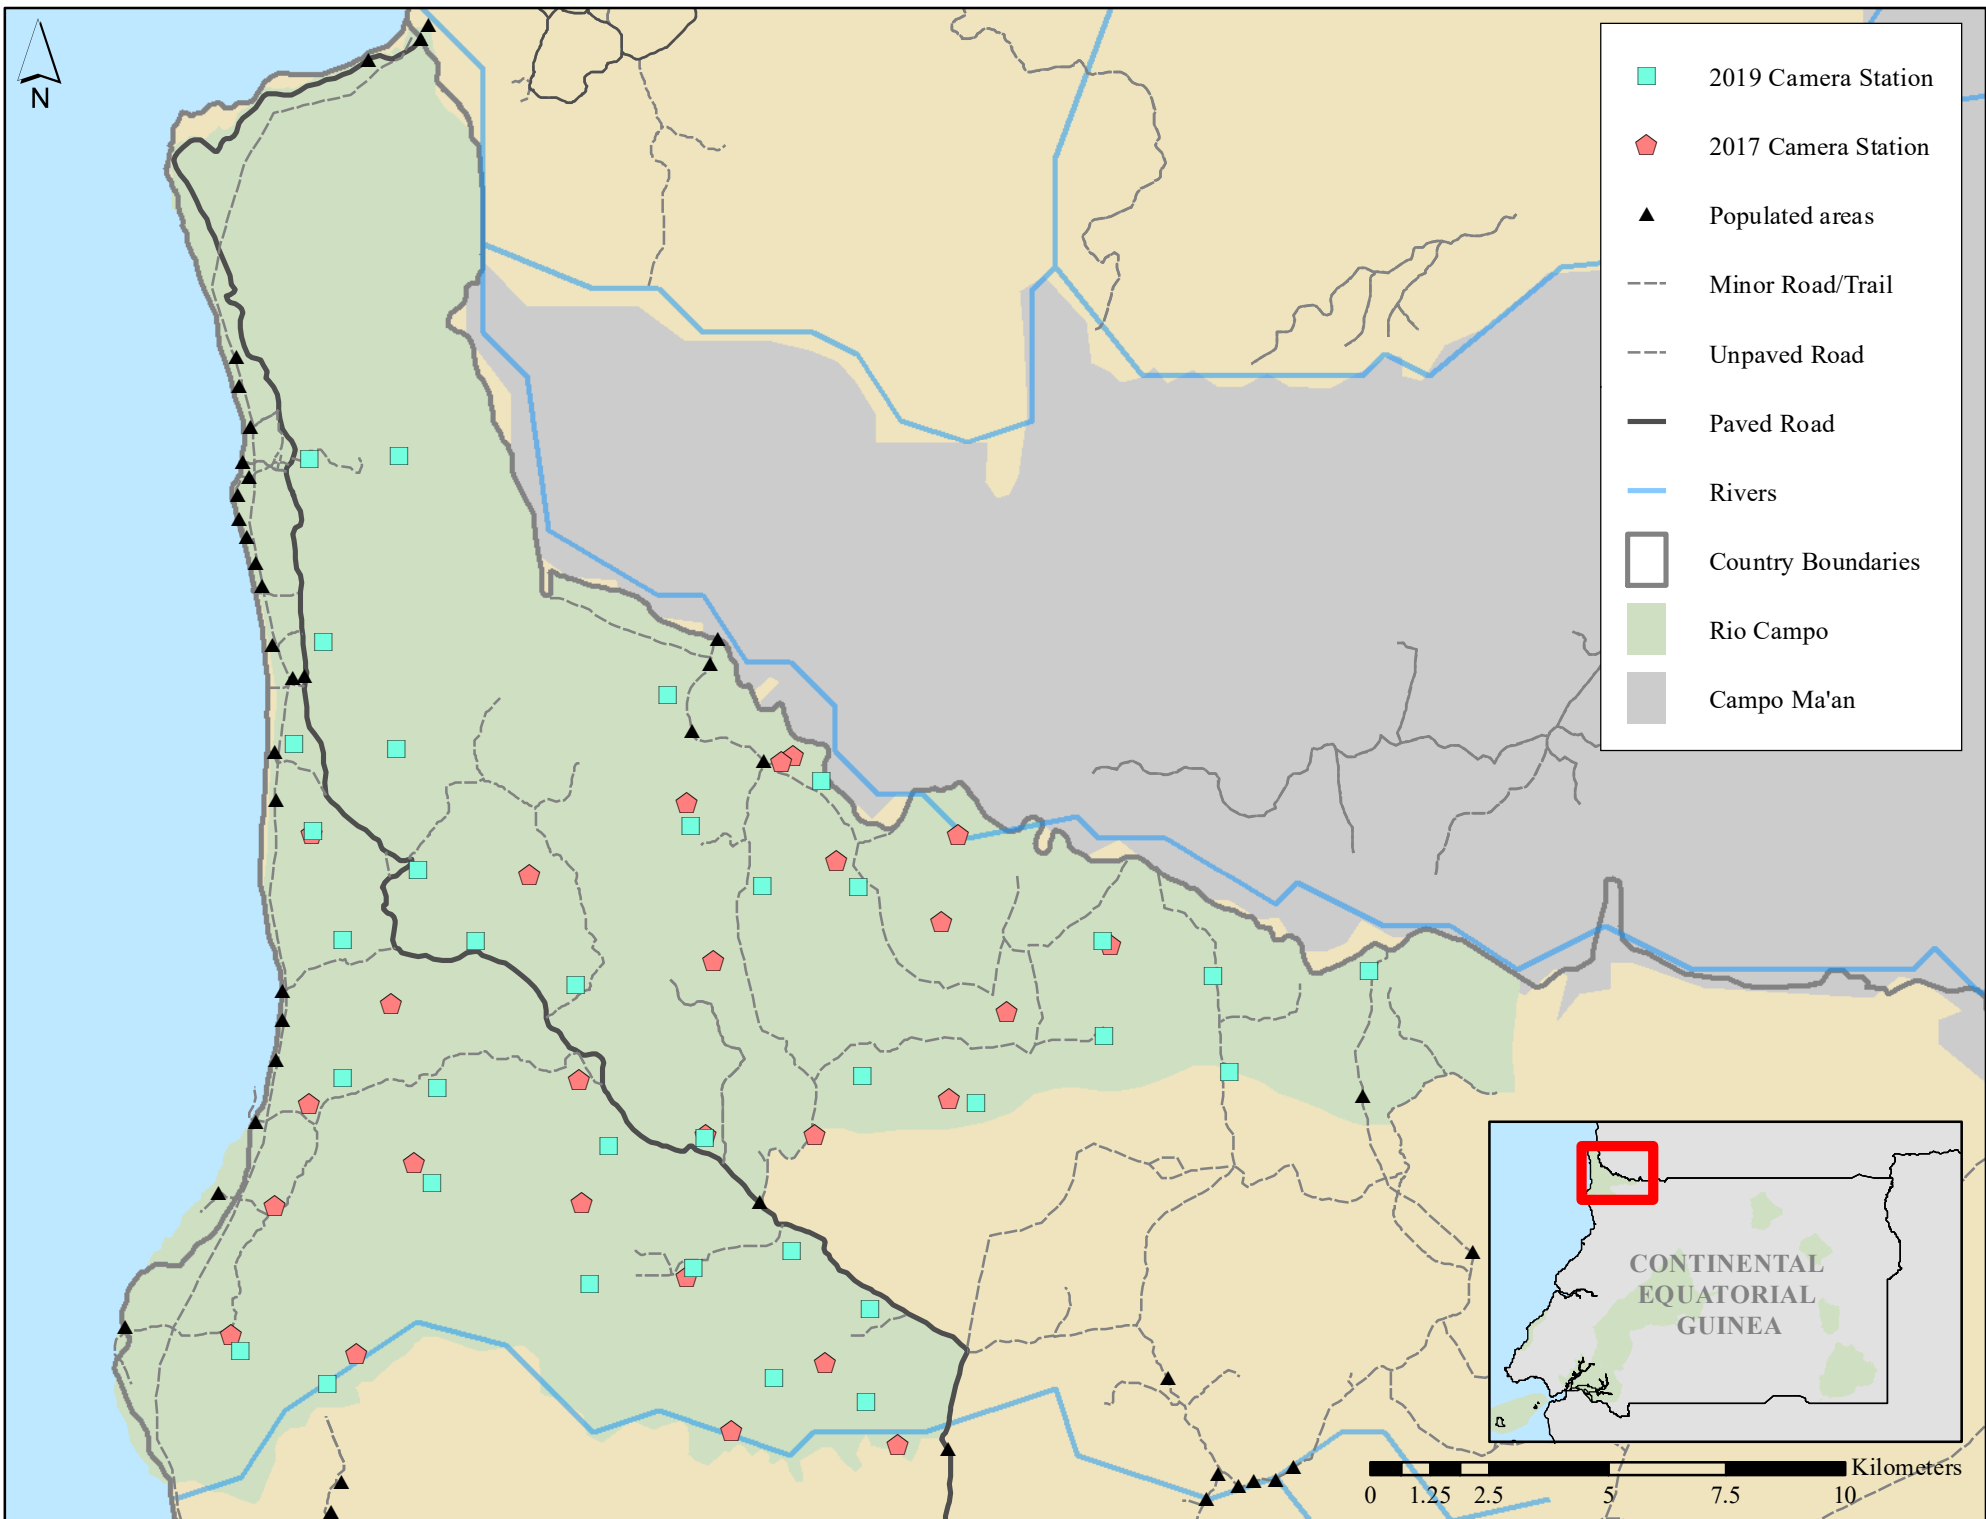 N
2019 Camera Station
2017 Camera Station
Populated areas
Minor Road/Trail
Unpaved Road
Paved Road
Rivers
Country Boundaries
Rio Campo
Campo Ma'an
CONTINENTAL
EQUATORIAL
GUINEA
Kilometers
0 1.25 2.5 5 7.5 10